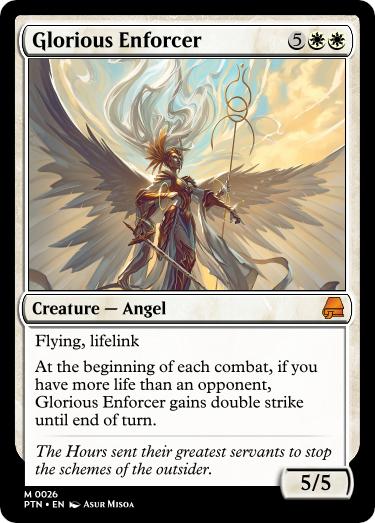 Glorious Enforcer 5
Creature — Angel
Flying, lifelink
At the beginning of each combat, if you
have more life than an opponent,
Glorious Enforcer gains double strike
until end of turn.
The Hours sent their greatest servants to stop
the schemes of the outsider.
5/5
M 0026
PTN • EN Asur Misoa